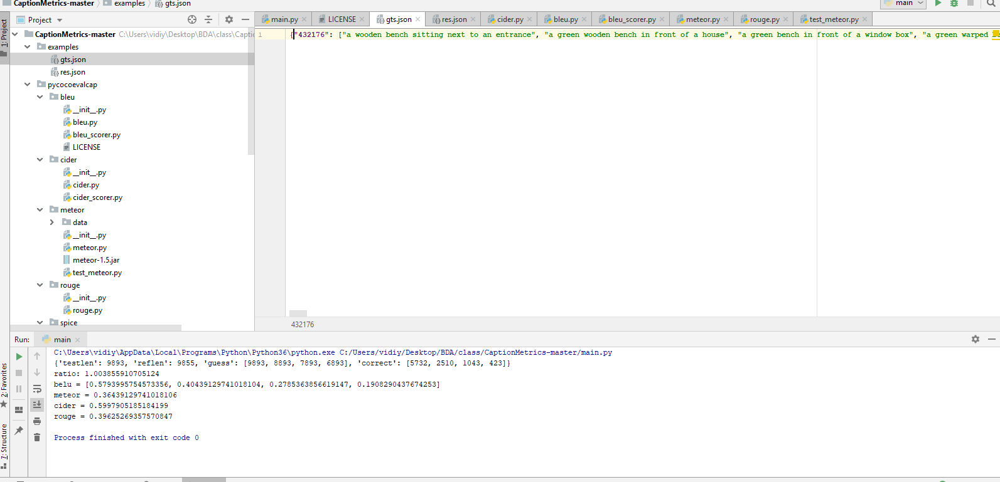 CaptionMetrics-master examples gts.json main
Project
main.py LICENSE gts.json res.json cider.py bleu.py bleu_scorer.py meteor.py rouge.py test_meteor.py
1: Project
CaptionMetrics-master C:\Users\vidiy\Desktop\BDA\class\Captic
examples
gts.json
res.json
pycocoevalcap
bleu
__init__.py
bleu.py
bleu_scorer.py
LICENSE
cider
__init__.py
cider.py
cider_scorer.py
meteor
data
__init__.py
meteor.py
meteor-1.5.jar
test_meteor.py
rouge
__init__.py
rouge.py
spice
1 {"432176": ["a wooden bench sitting next to an entrance", "a green wooden bench in front of a house", "a green bench in front of a window box", "a green warped
432176
Run: main
C:\Users\vidiy\AppData\Local\Programs\Python\Python36\python.exe C:/Users/vidiy/Desktop/BDA/class/CaptionMetrics-master/main.py
{'testlen': 9893, 'reflen': 9855, 'guess': [9893, 8893, 7893, 6893], 'correct': [5732, 2510, 1043, 423]}
ratio: 1.003855910705124
belu = [0.5793995754573356, 0.40439129741018104, 0.2785363856619147, 0.1908290437674253]
meteor = 0.36439129741018106
cider = 0.5997905185184199
rouge = 0.39625269357570847
Process finished with exit code 0
2: Favorites
7: Structure